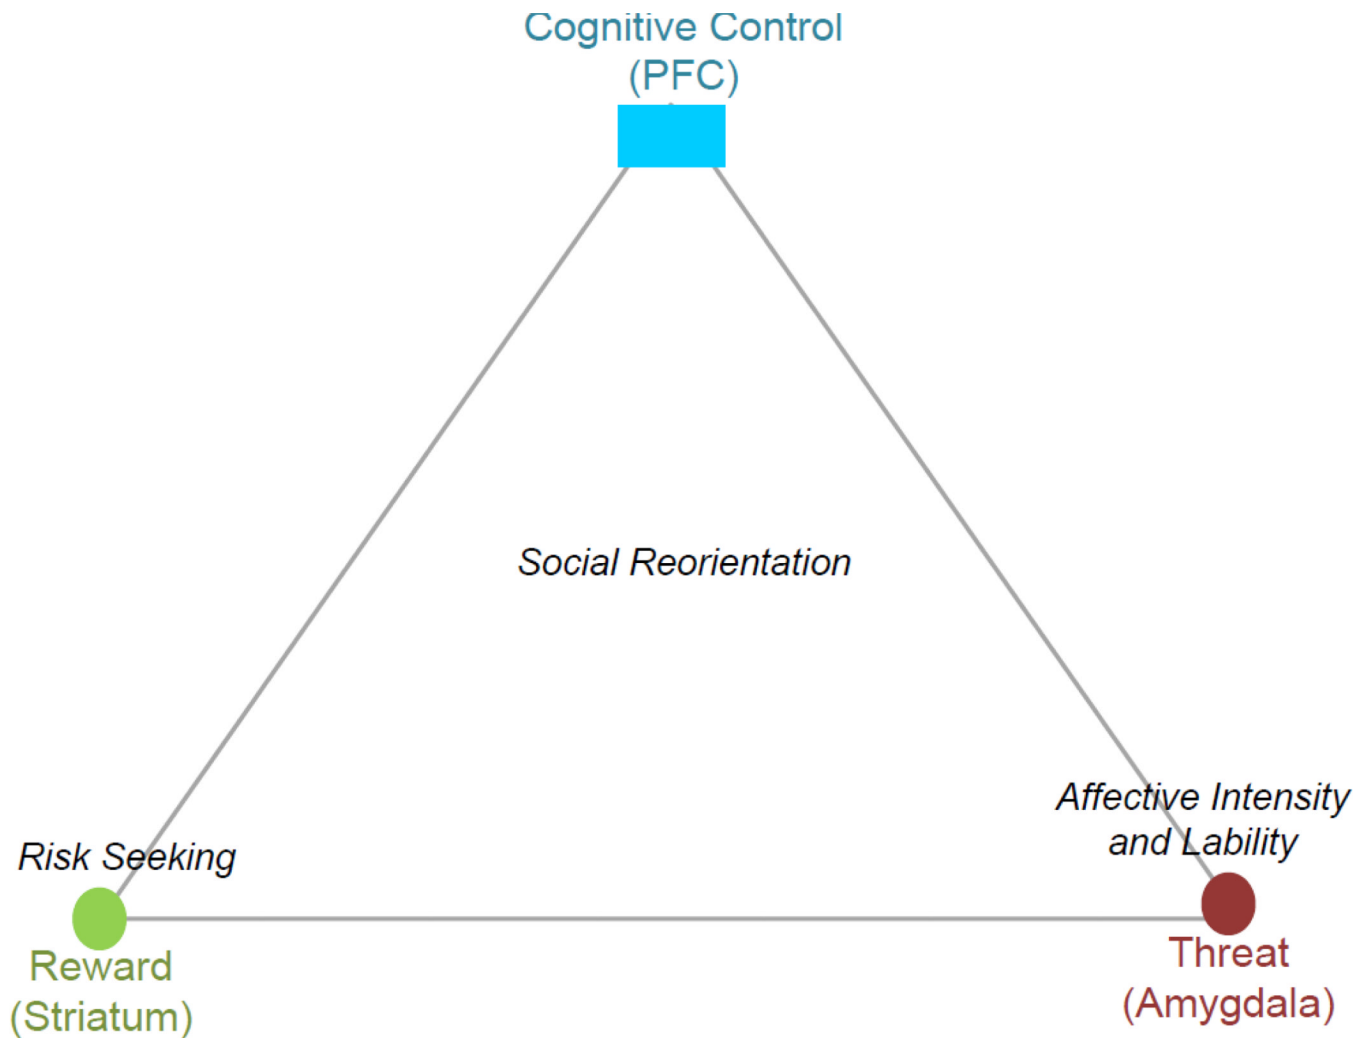 Cognitive Control
(PFC)
Social Reorientation
Affective Intensity
and Lability
Risk Seeking
Reward
(Striatum)
Threat
(Amygdala)